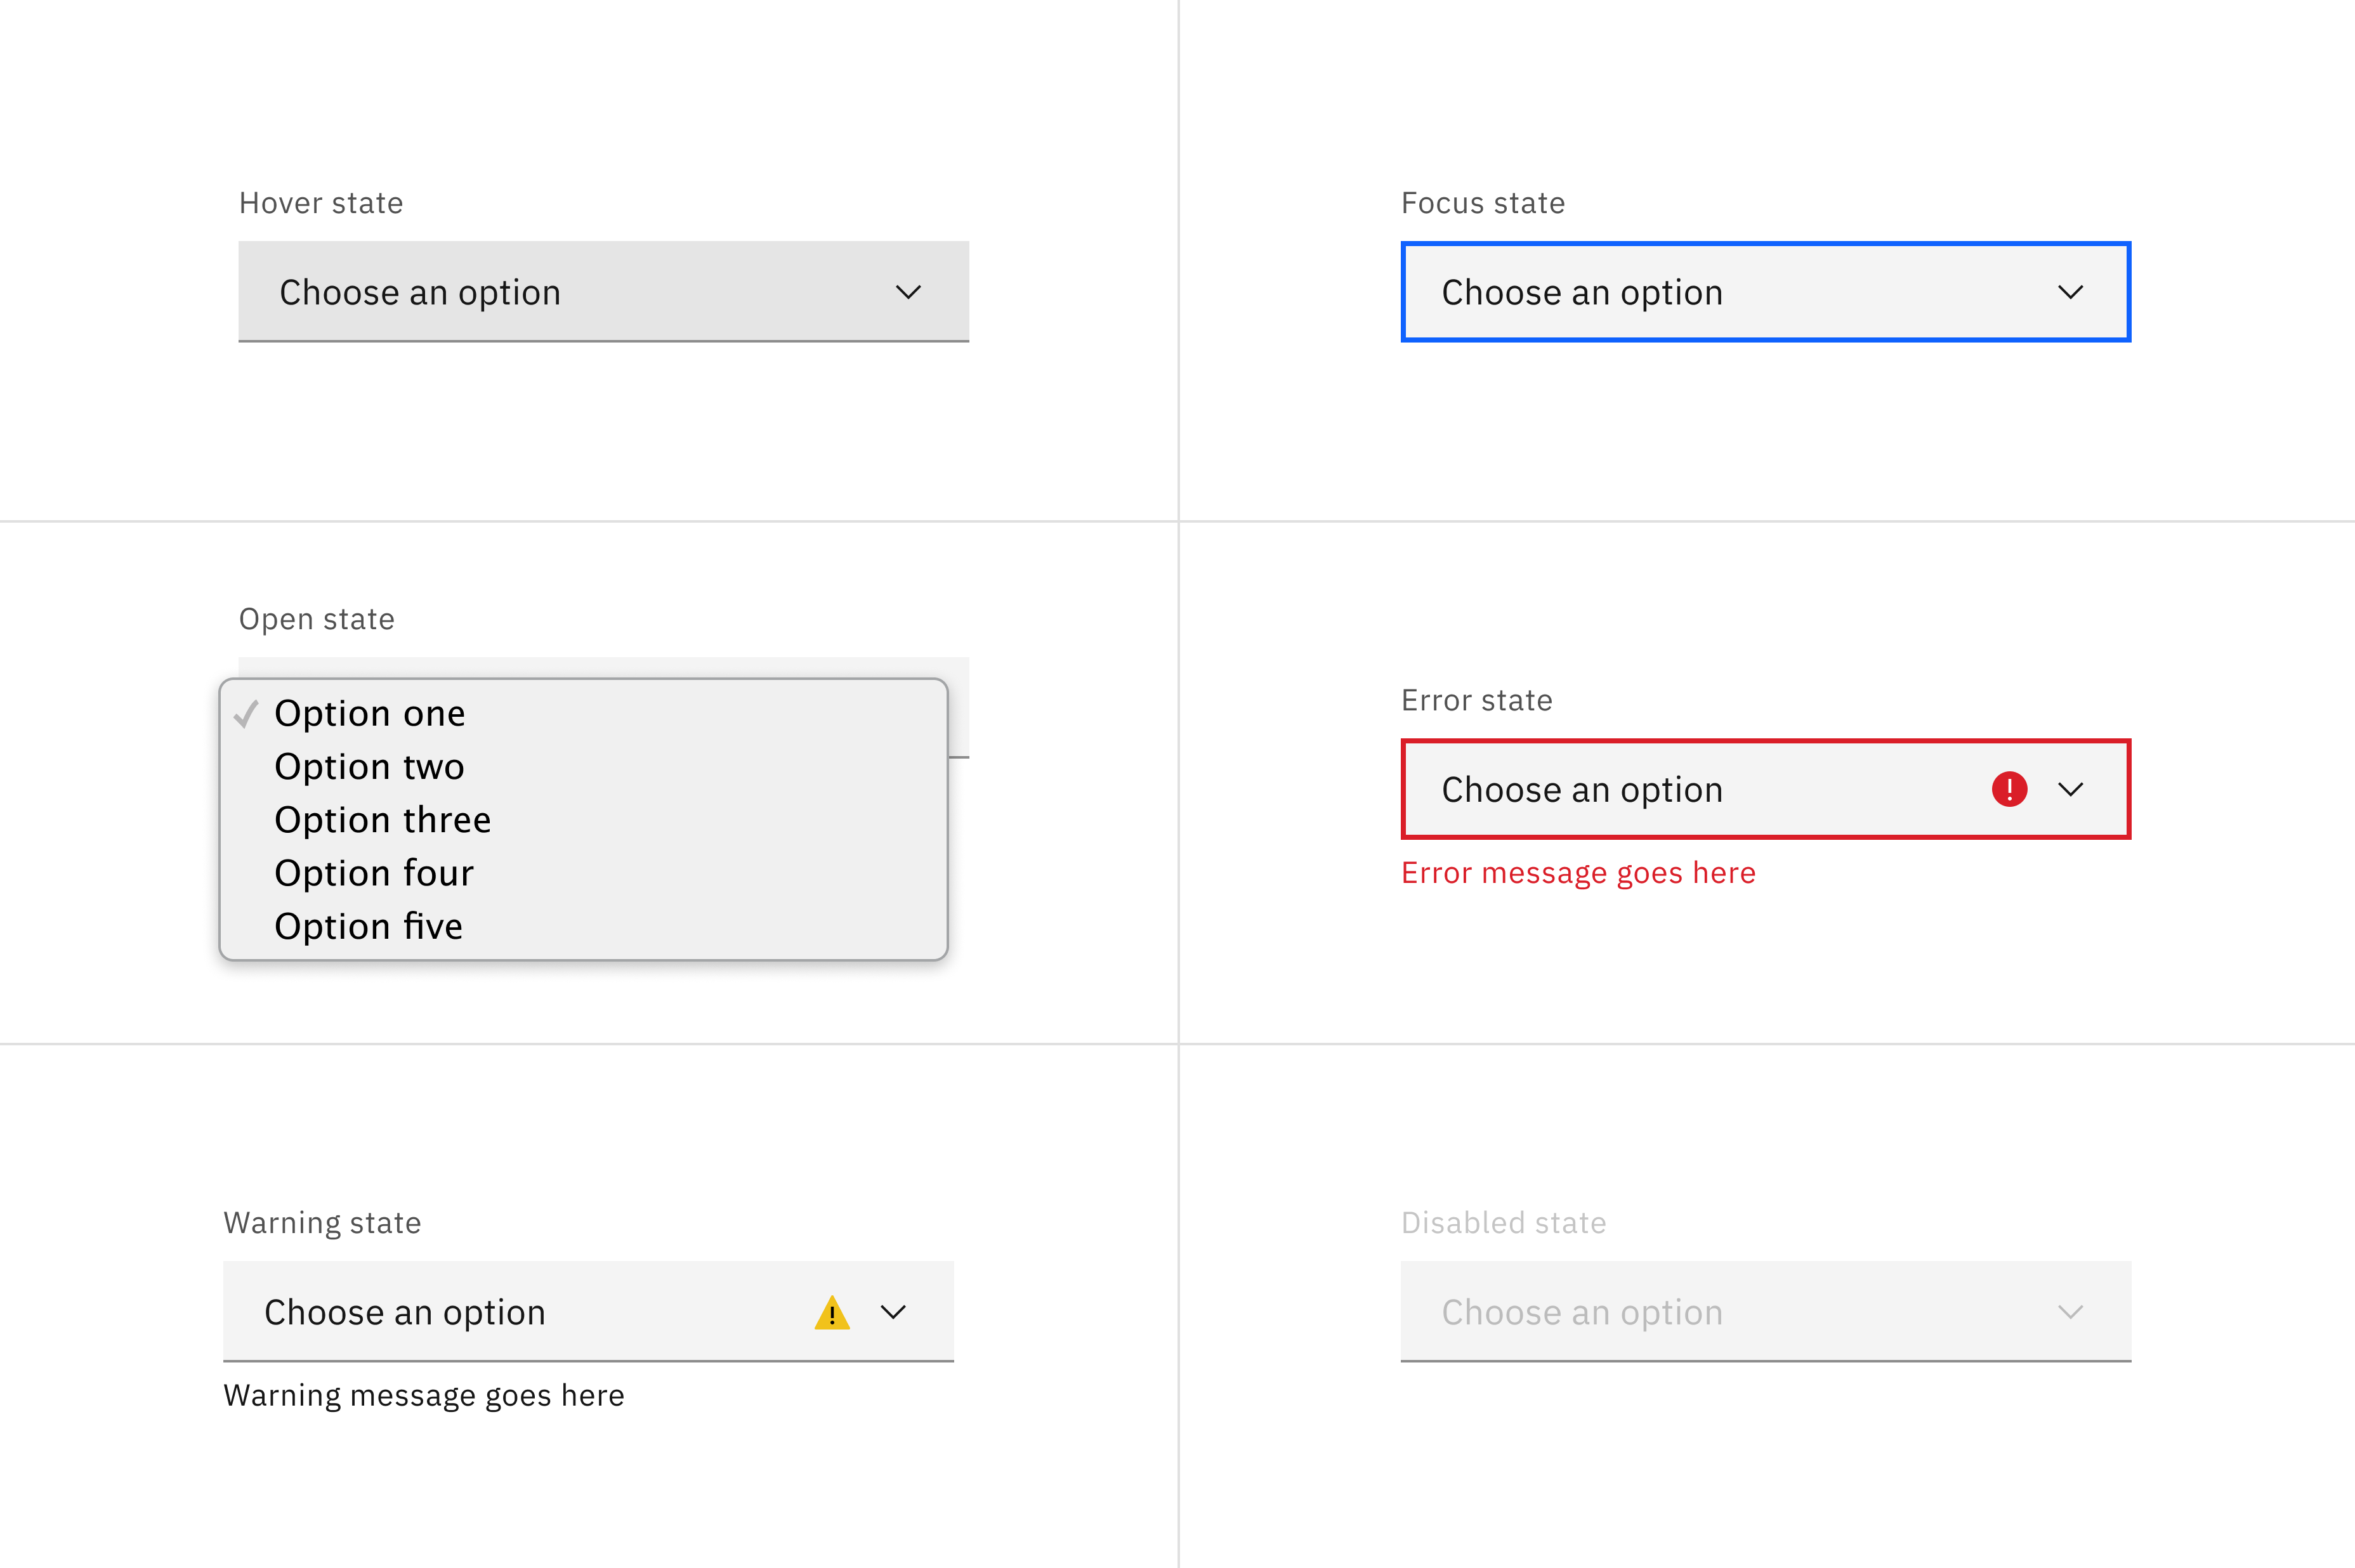 Hover state
Choose an option
Focus state
Choose an option
Open state
Option one
Option two
Option three
Option four
Option five
Error state
Choose an option
Error message goes here
Warning state
Choose an option
Warning message goes here
Disabled state
Choose an option